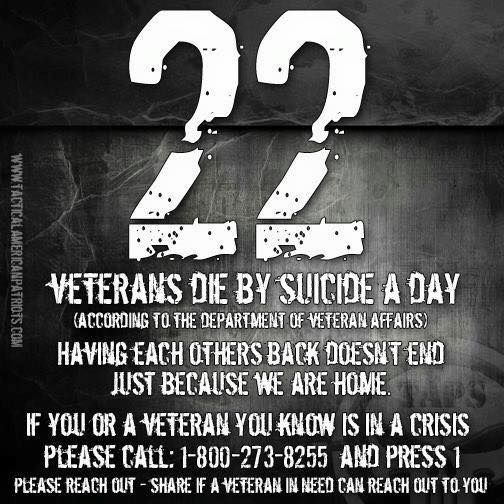 22
VETERANS DIE BY SUICIDE A DAY
(ACCORDING TO THE DEPARTMENT OF VETERAN AFFAIRS)
HAVING EACH OTHERS BACK DOESN'T END
JUST BECAUSE WE ARE HOME.
IF YOU OR A VETERAN YOU KNOW IS IN A CRISIS
PLEASE CALL: 1-800-273-8255 AND PRESS 1
PLEASE REACH OUT - SHARE IF A VETERAN IN NEED CAN REACH OUT TO YOU
WWW.TACTICALAMERICANPATRIOTS.COM